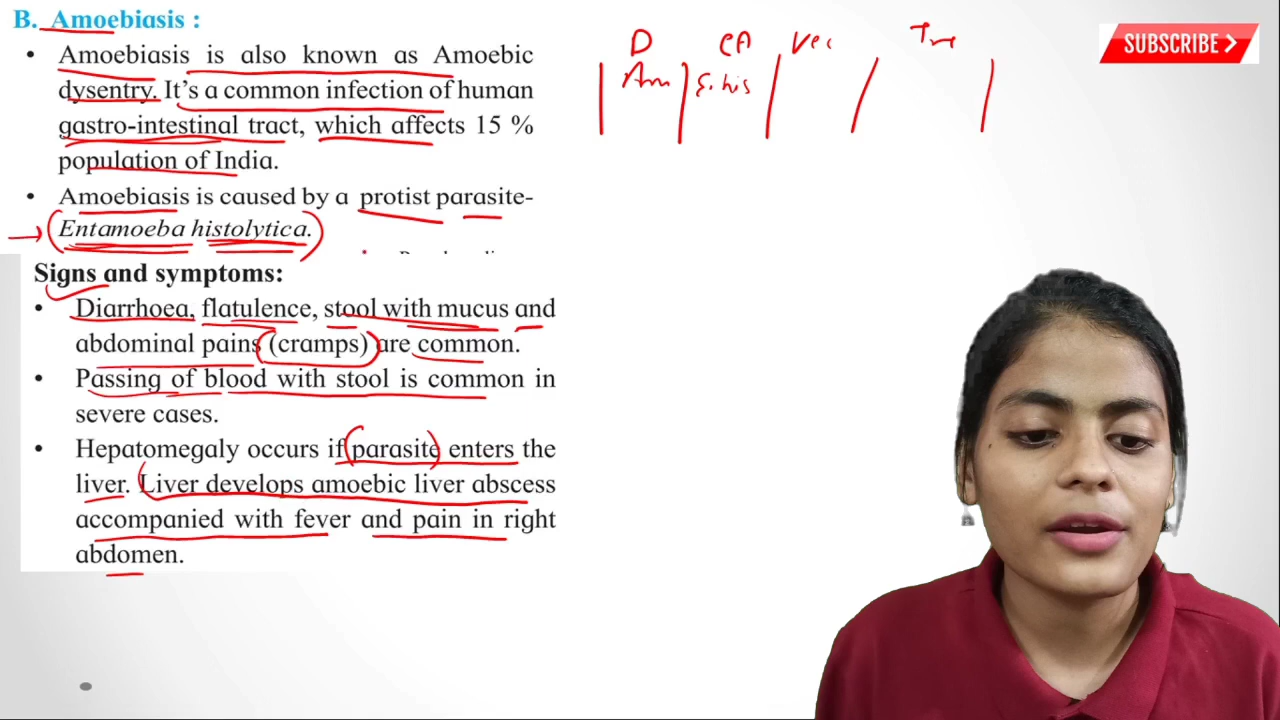 B. Amoebiasis :
• Amoebiasis is also known as Amoebic
dysentry. It's a common infection of human
gastro-intestinal tract, which affects 15 %
population of India.
• Amoebiasis is caused by a protist parasite-
Entamoeba histolytica.
Signs and symptoms:
• Diarrhoea, flatulence, stool with mucus and
abdominal pains (cramps) are common.
• Passing of blood with stool is common in
severe cases.
• Hepatomegaly occurs if parasite enters the
liver. Liver develops amoebic liver abscess
accompanied with fever and pain in right
abdomen.
D CA Vec
Am
SUBSCRIBE >